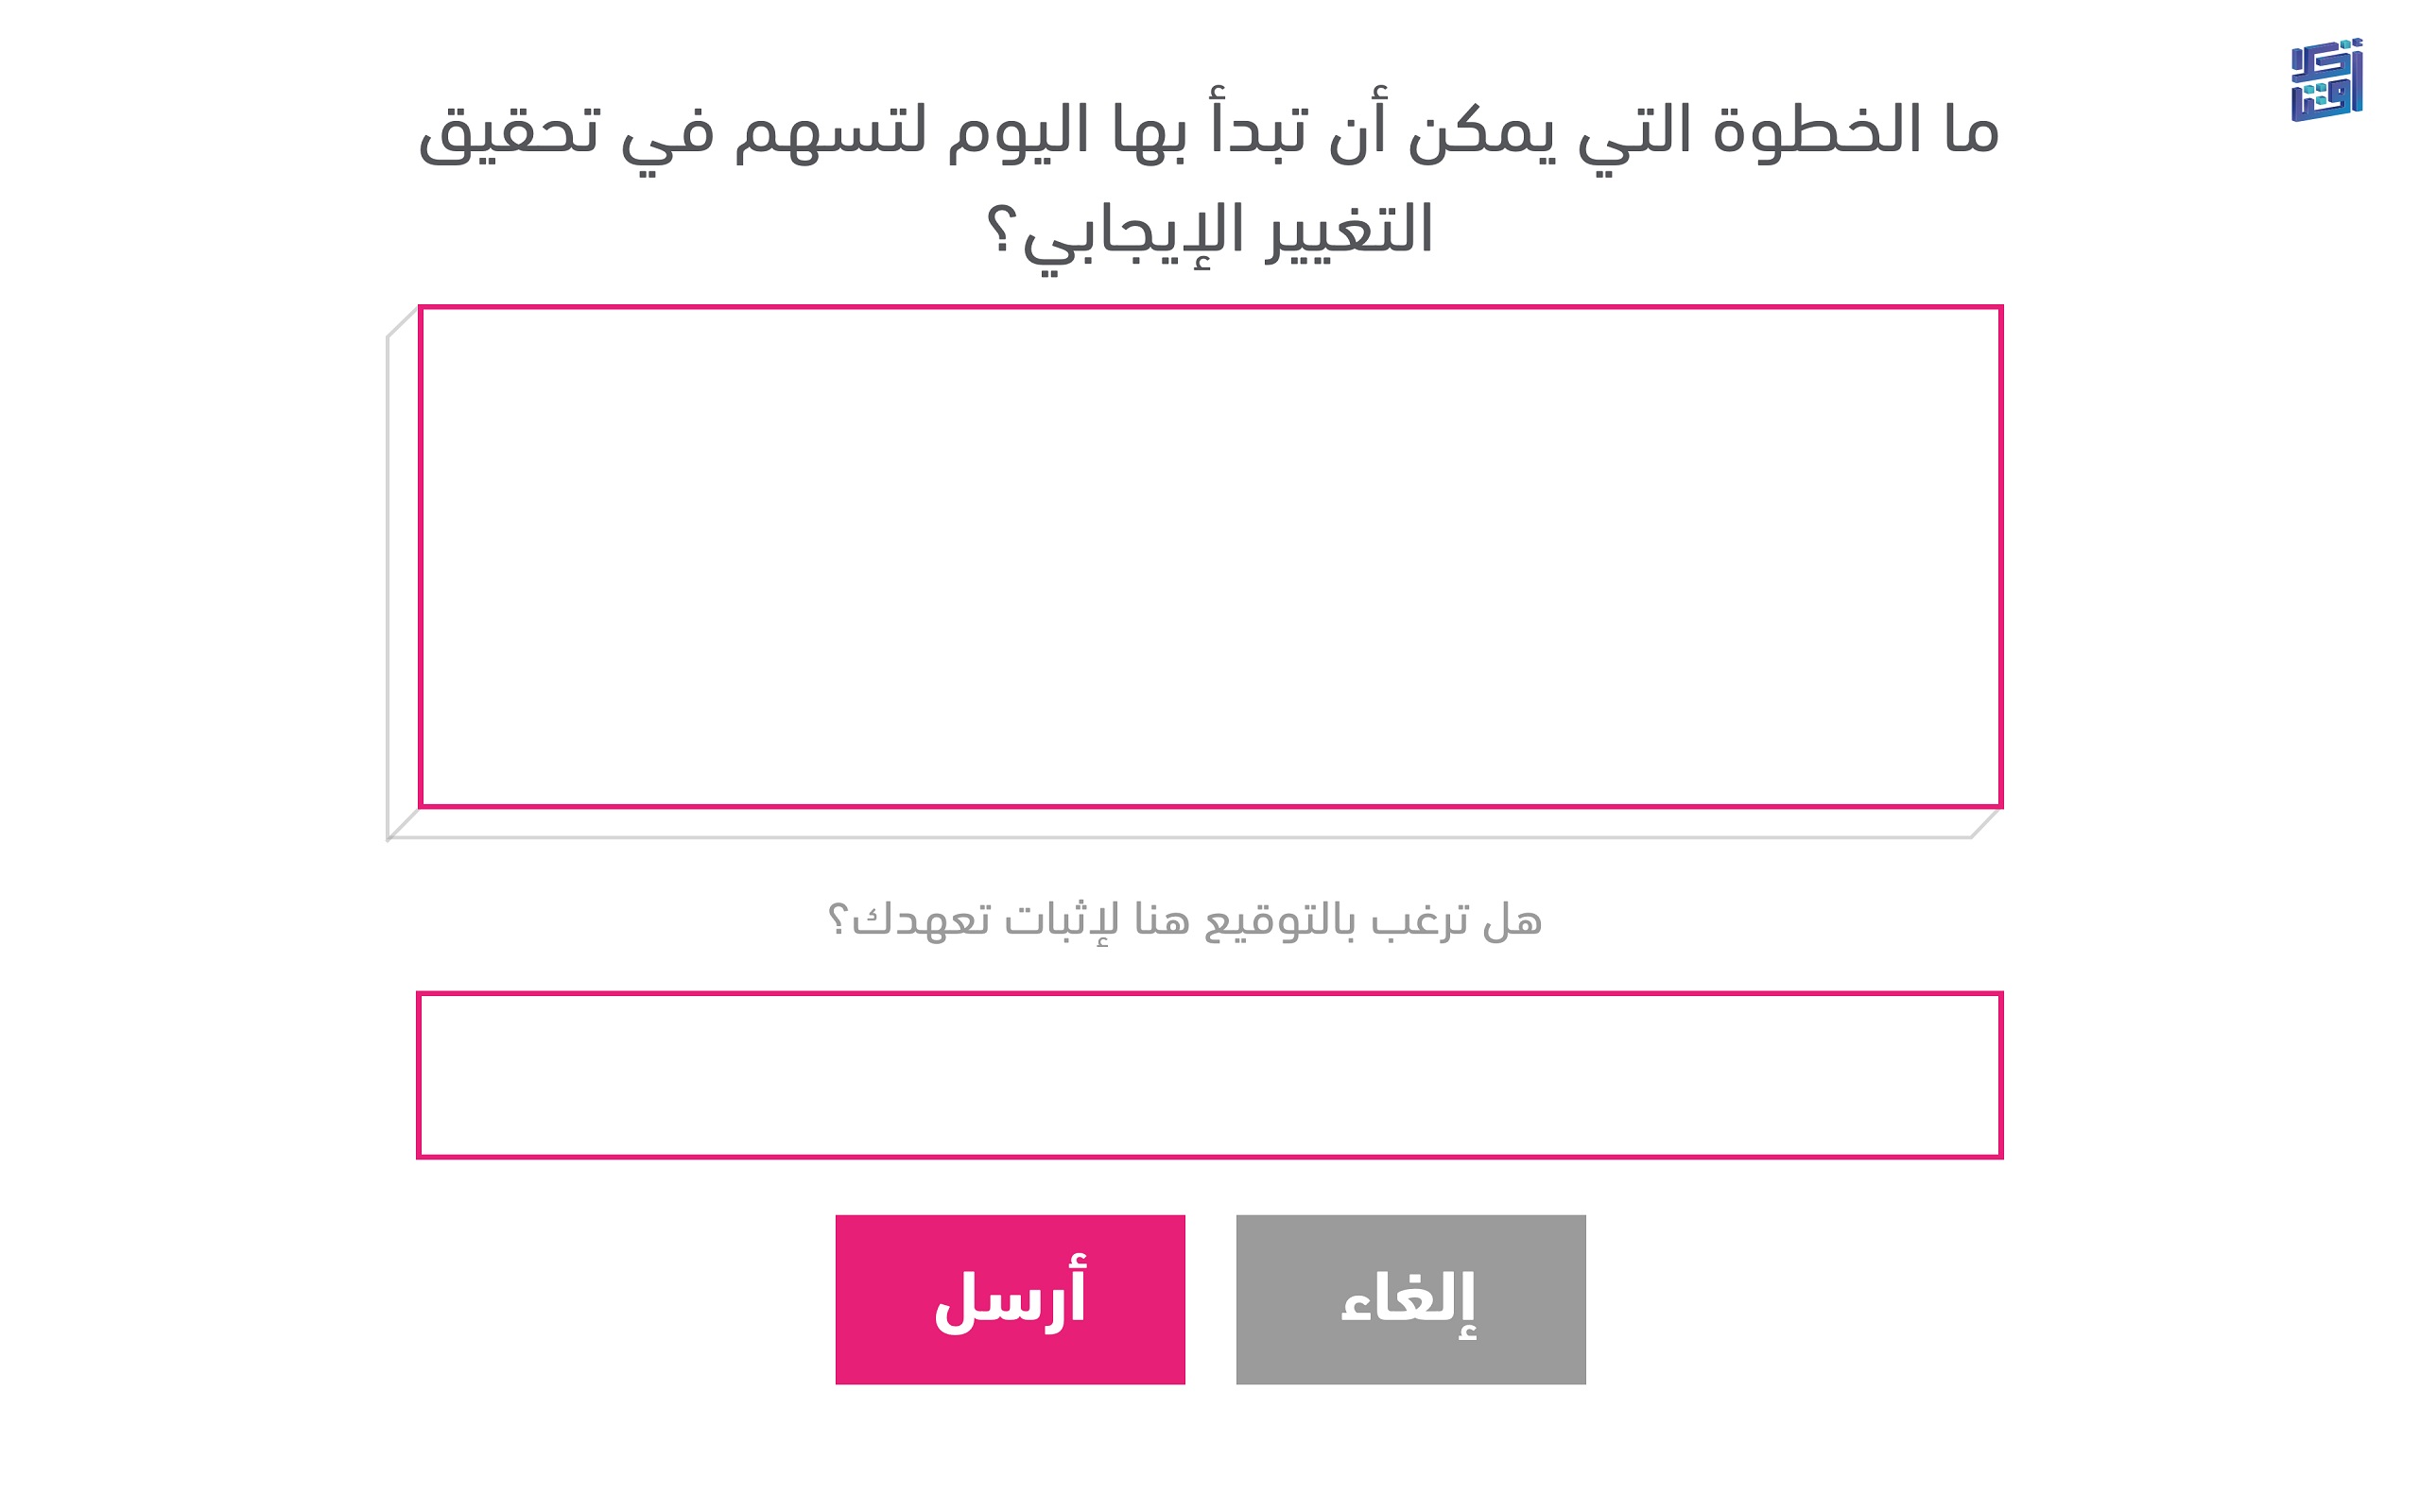 ما الخطوة التي يمكن أن تبدأ بها اليوم لتسهم في تحقيق
التغيير الإيجابي؟
هل ترغب بالتوقيع هنا لإثبات تعهدك؟
إلغاء
أرسل